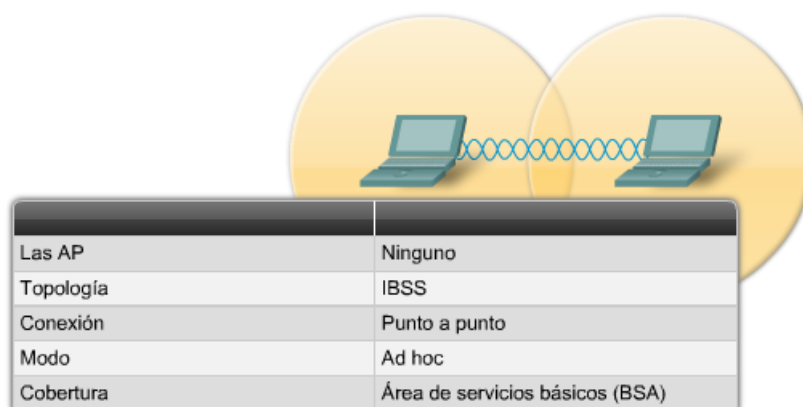 Las AP Ninguno
Topología IBSS
Conexión Punto a punto
Modo Ad hoc
Cobertura Área de servicios básicos (BSA)